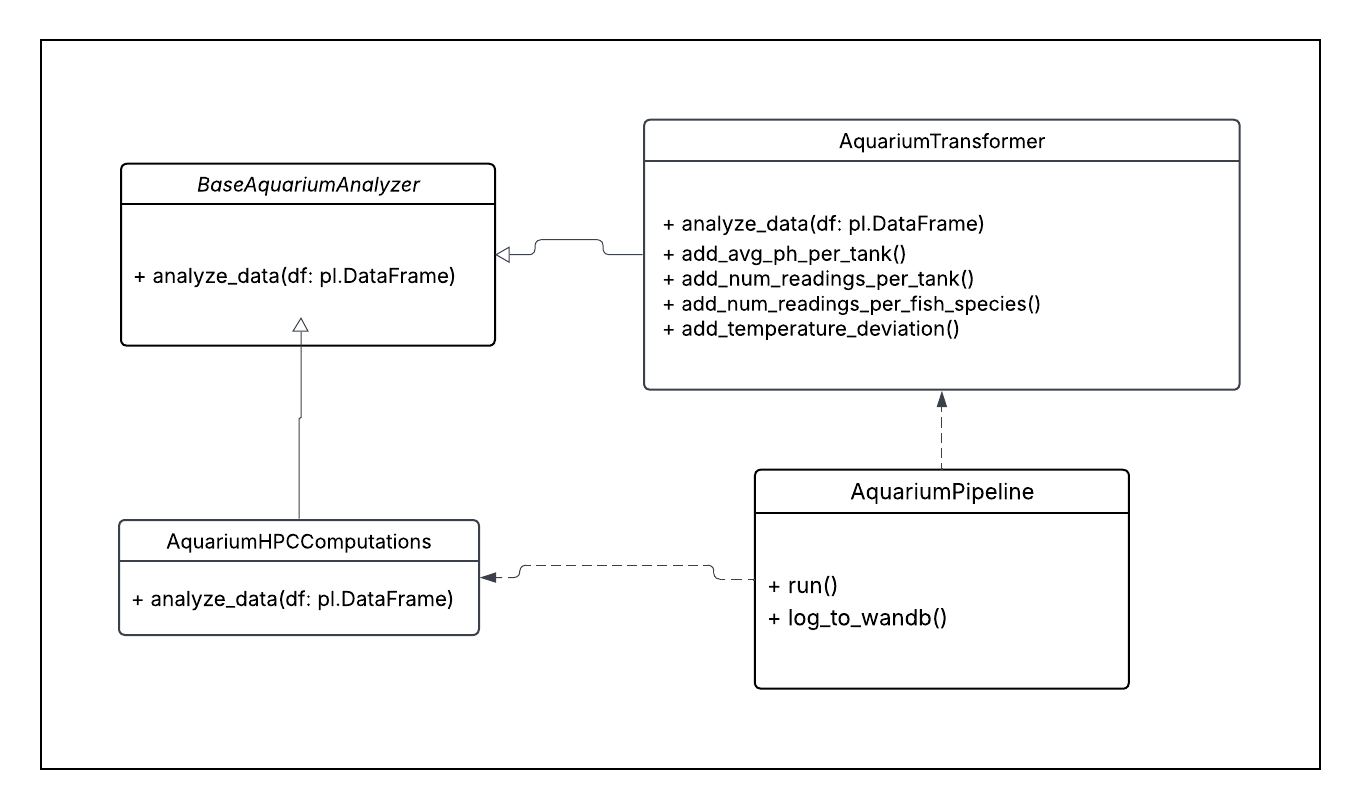 BaseAquariumAnalyzer
+ analyze_data(df: pl.DataFrame)
AquariumTransformer
+ analyze_data(df: pl.DataFrame)
+ add_avg_ph_per_tank()
+ add_num_readings_per_tank()
+ add_num_readings_per_fish_species()
+ add_temperature_deviation()
AquariumHPCComputations
+ analyze_data(df: pl.DataFrame)
AquariumPipeline
+ run()
+ log_to_wandb()